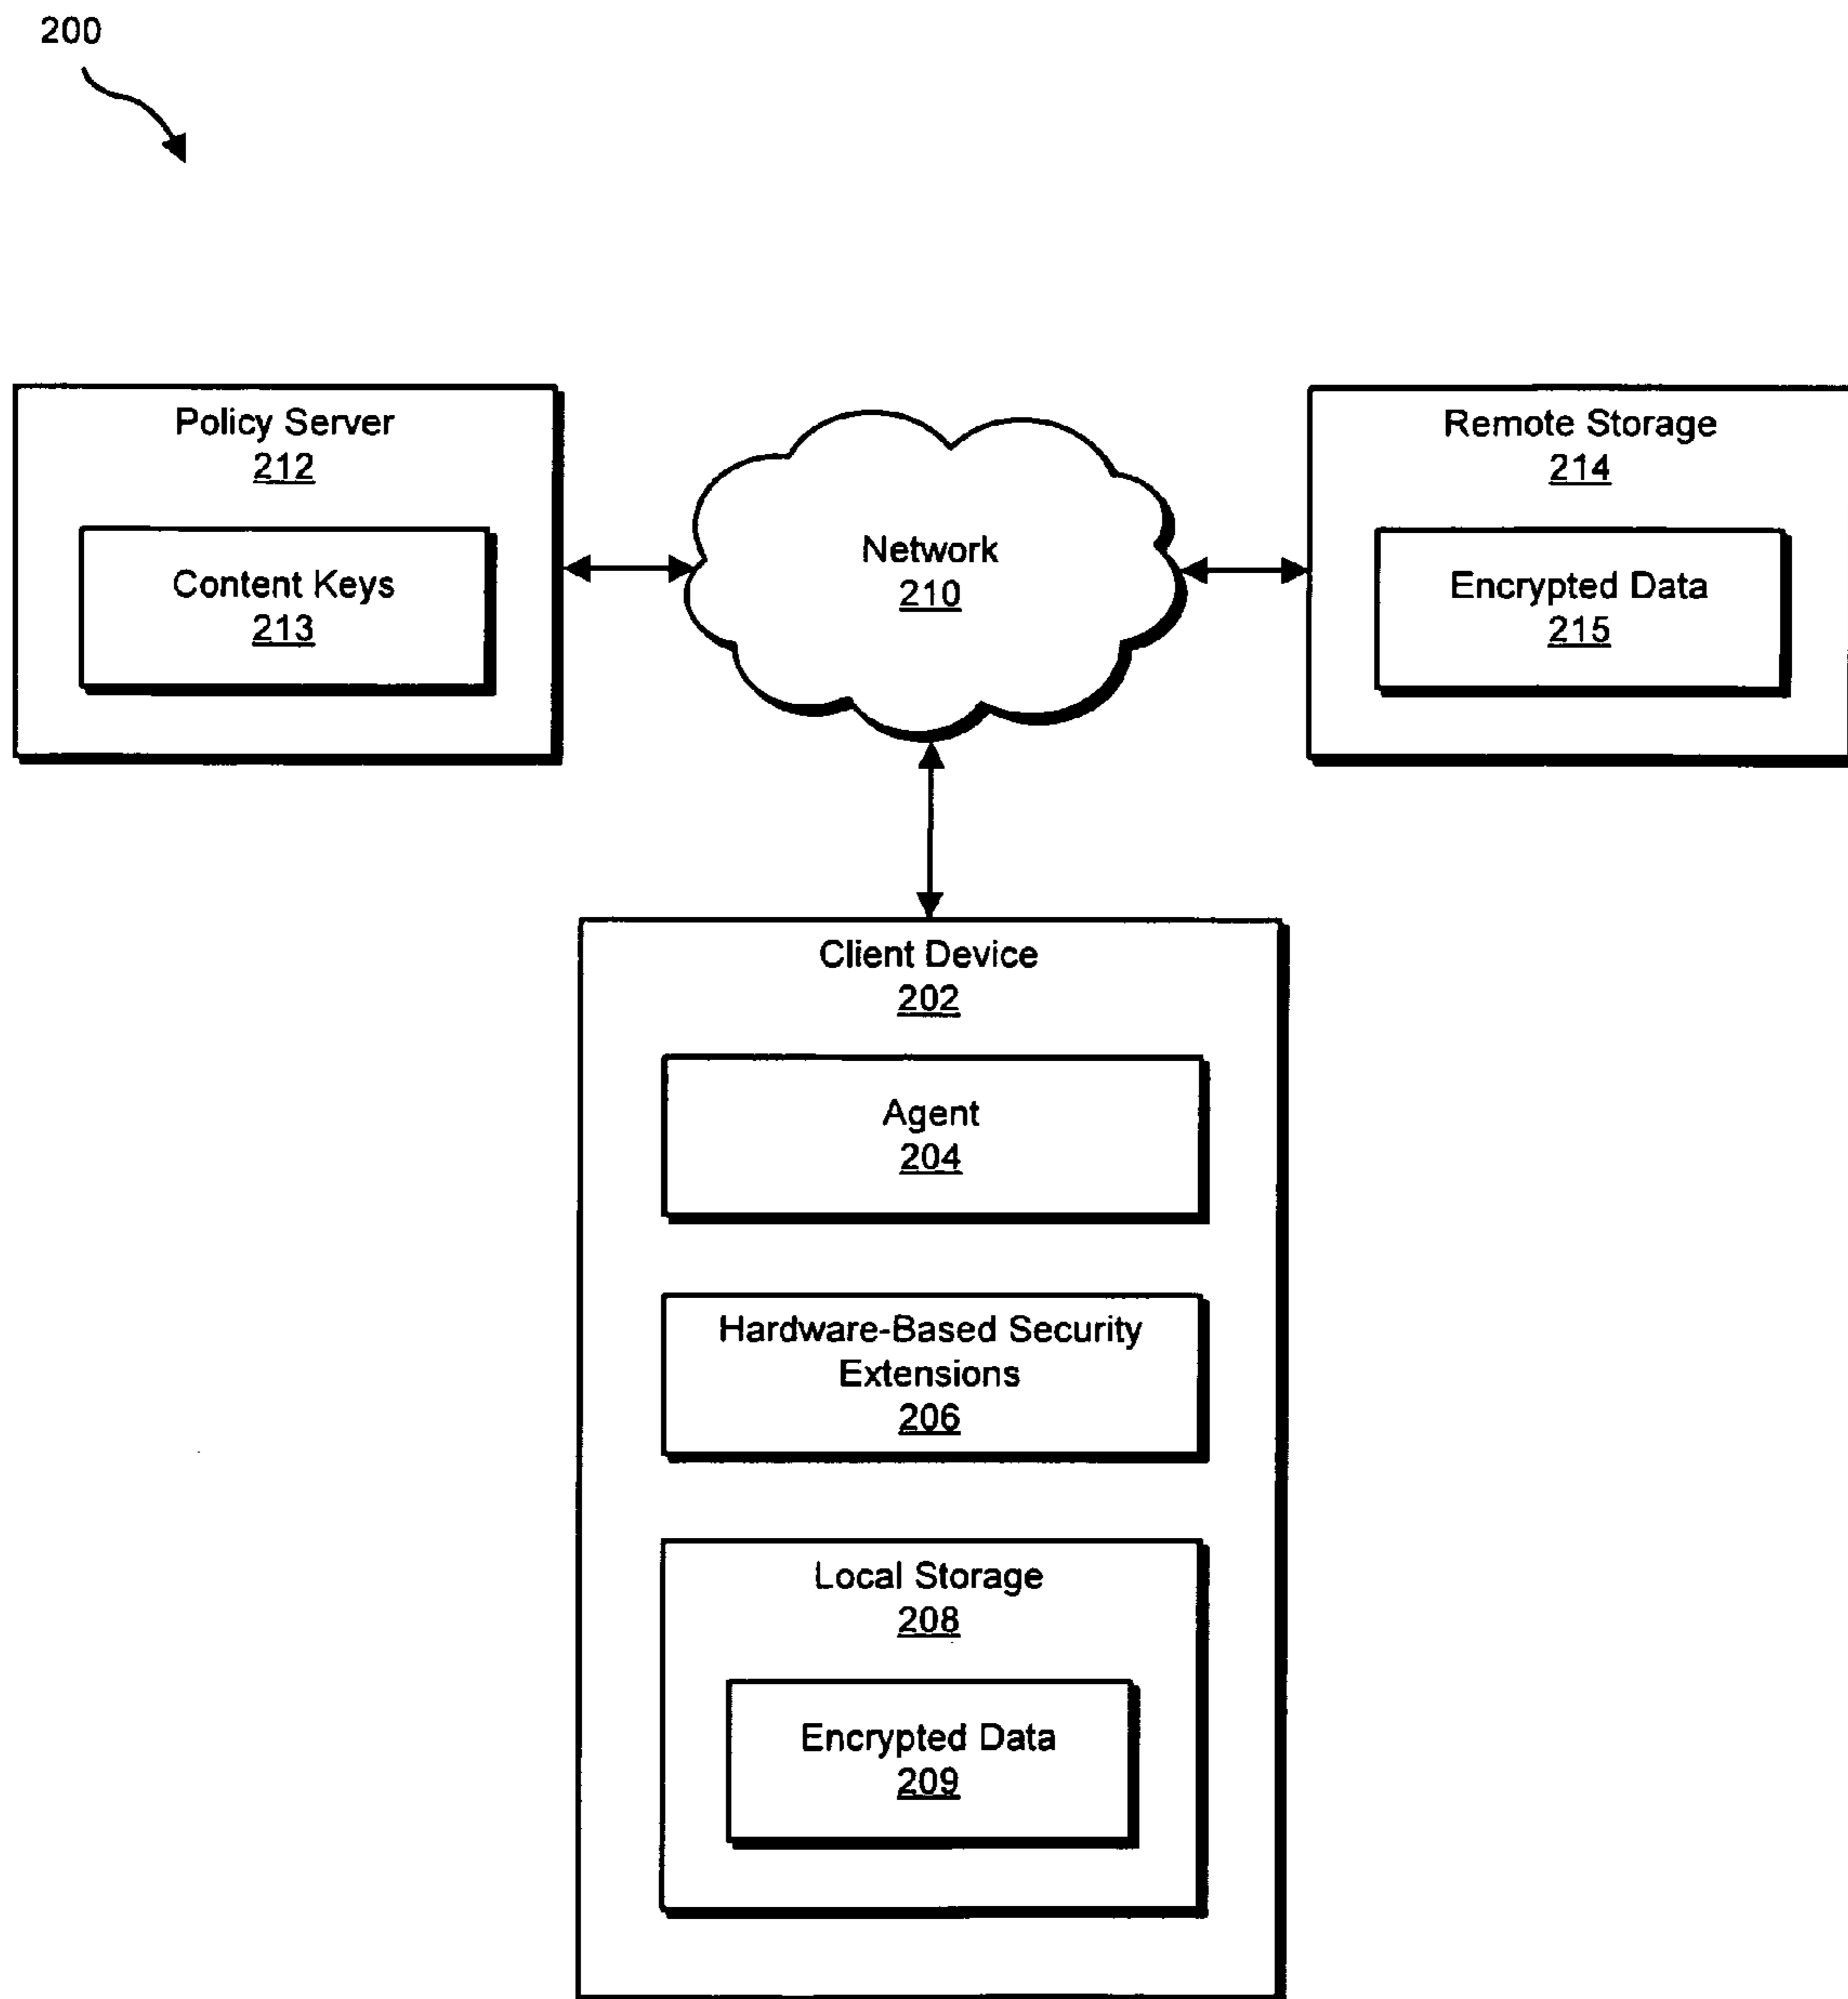 200
Policy Server
212
Content Keys
213
Network
210
Remote Storage
214
Encrypted Data
215
Client Device
202
Agent
204
Hardware-Based Security
Extensions
206
Local Storage
208
Encrypted Data
209